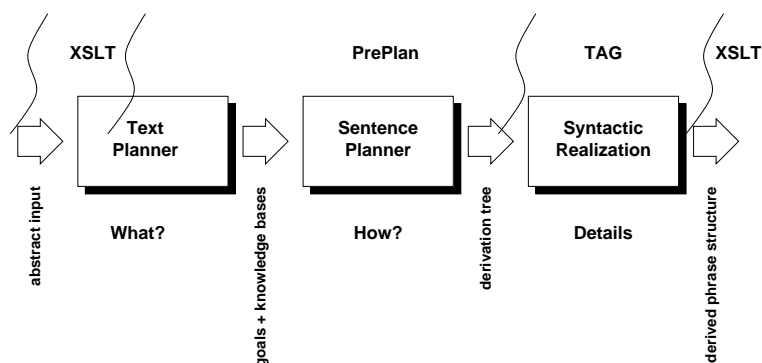 XSLT
PrePlan
TAG
XSLT
Text
Planner
Sentence
Planner
Syntactic
Realization
abstract input
What?
goals + knowledge bases
How?
derivation tree
Details
derived phrase structure